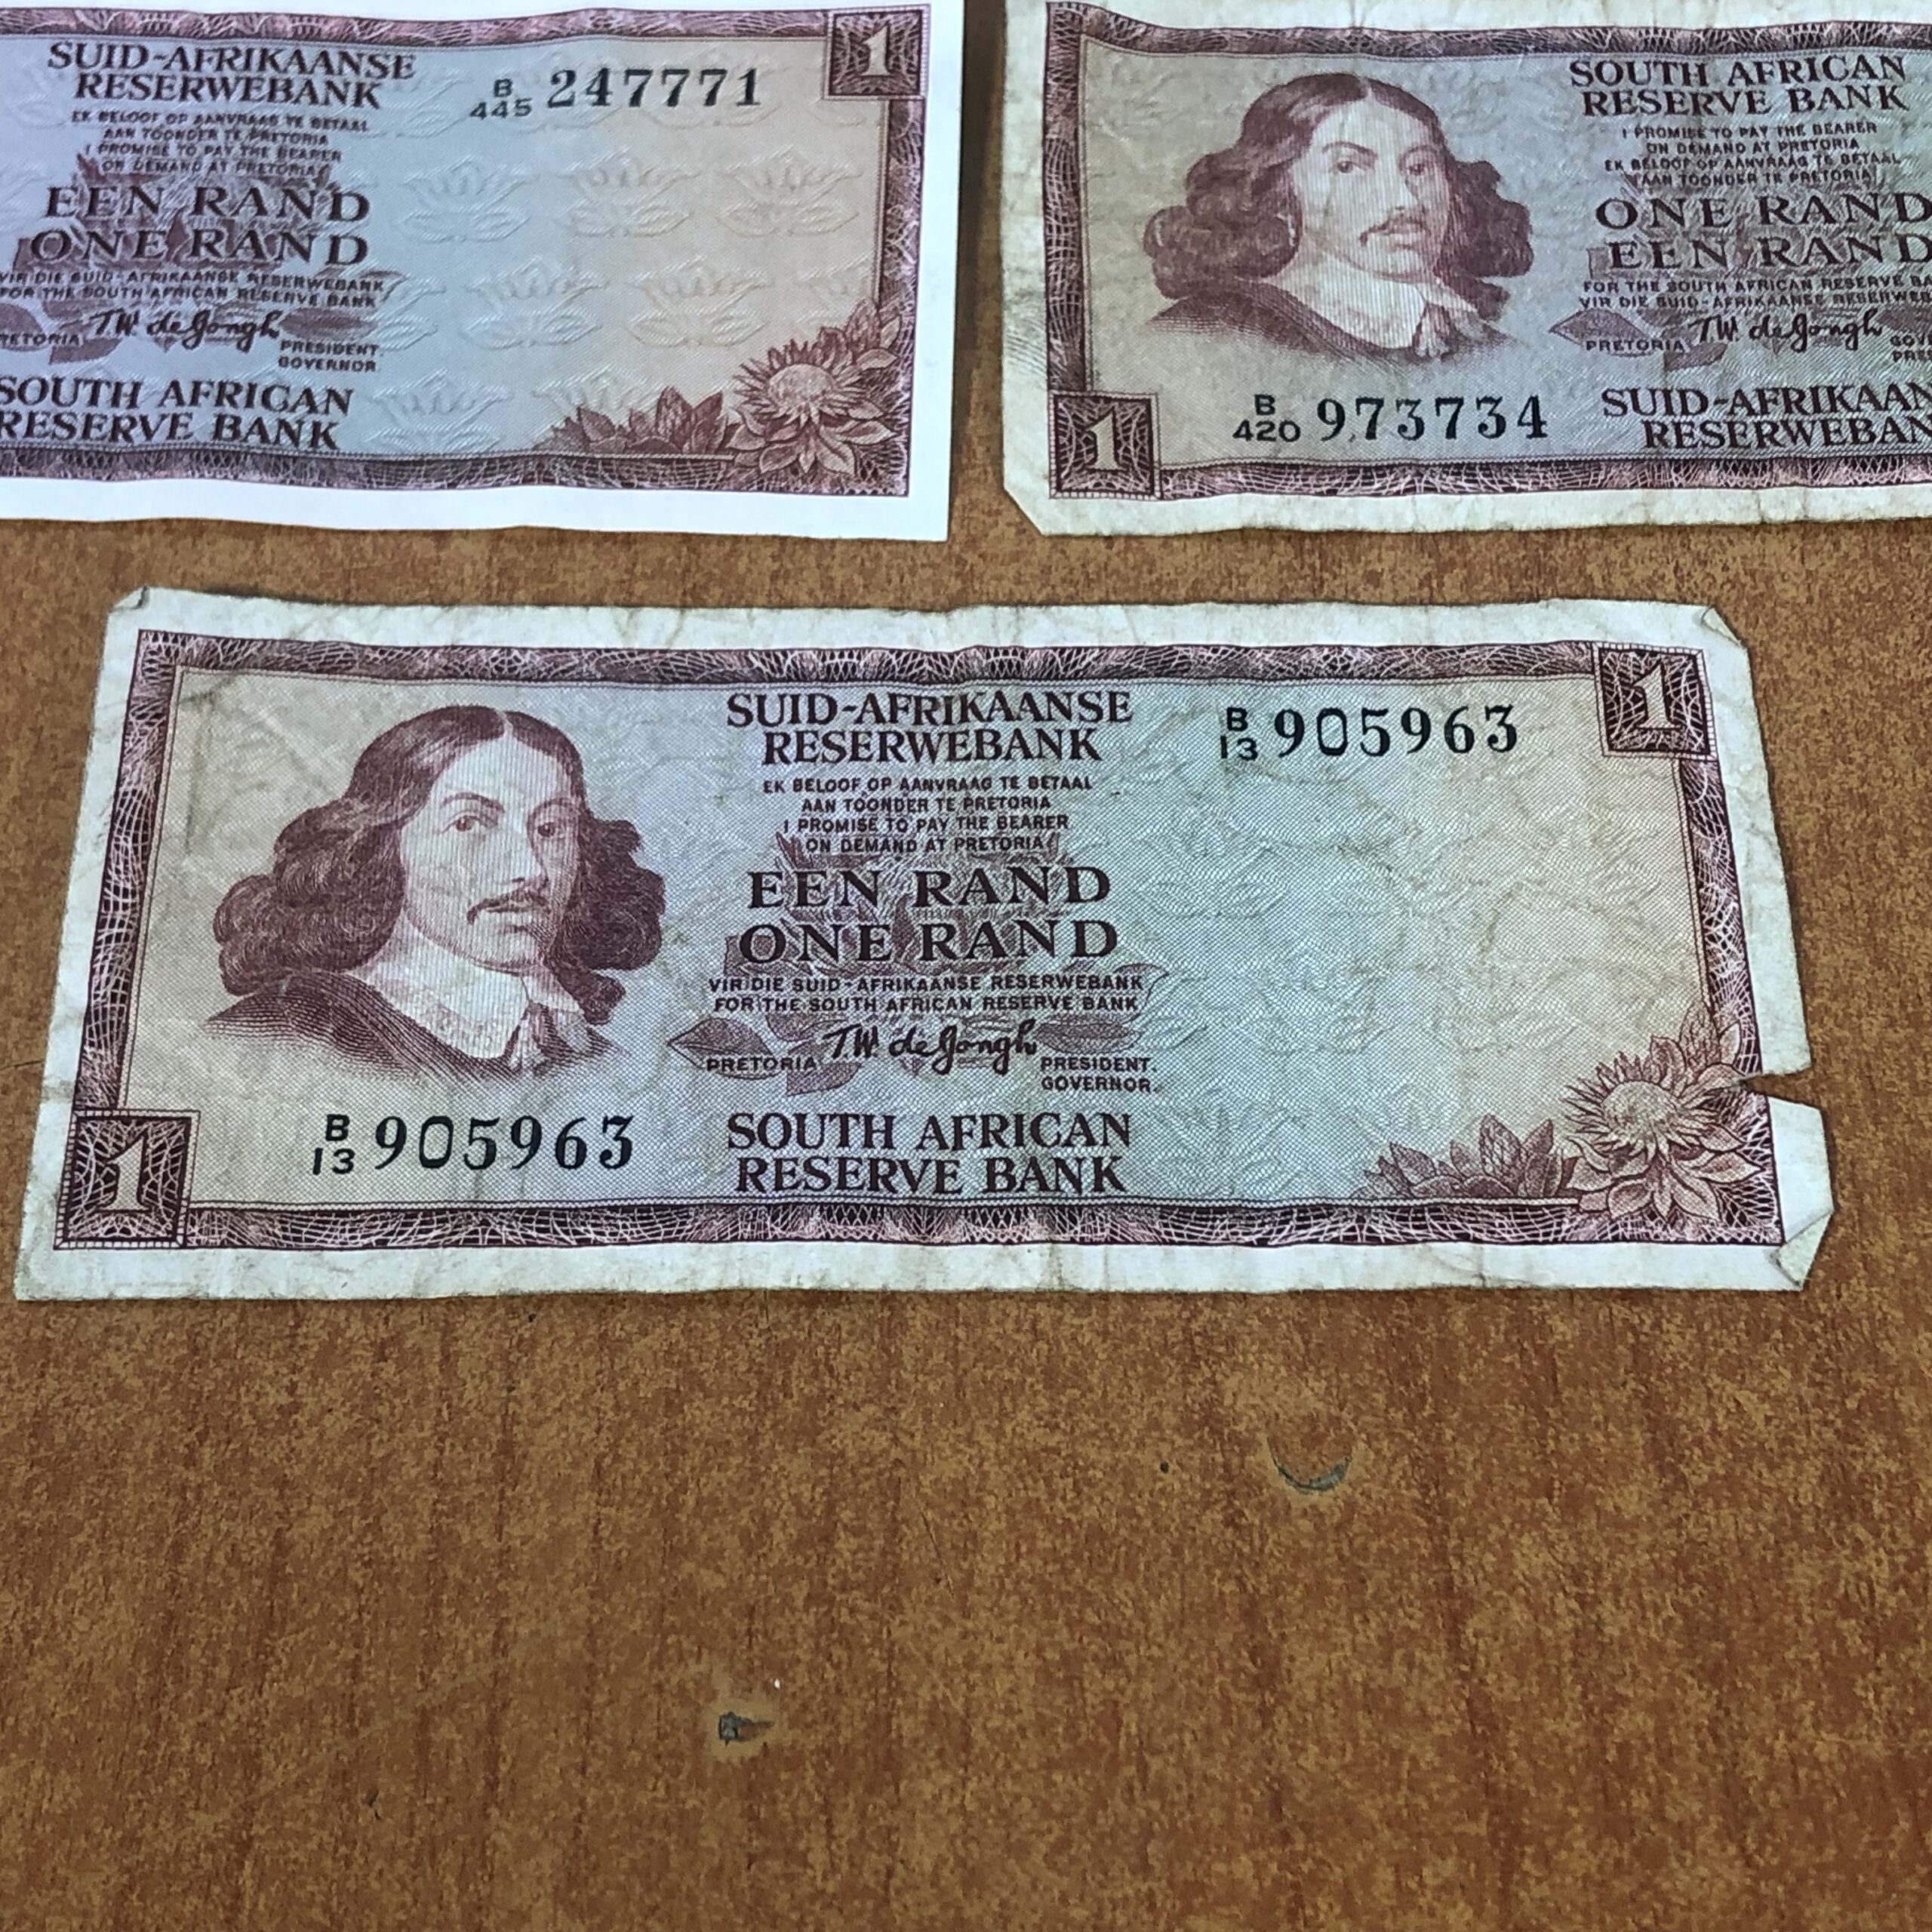 SUID-AFRIKAANSE
RESERWEBANK
B
445 247771
1
EK BELOOF OP AANVRAAG TE BETAAL
AAN TOONDER TE PRETORIA
I PROMISE TO PAY THE BEARER
ON DEMAND AT PRETORIA
EEN RAND
ONE RAND
VIR DIE SUID-AFRIKAANSE RESERWEBANK
FOR THE SOUTH AFRICAN RESERVE BANK
T.W. de Jongh
PRESIDENT.
GOVERNOR.
SOUTH AFRICAN
RESERVE BANK
SOUTH AFRICAN
RESERVE BANK
I PROMISE TO PAY THE BEARER
ON DEMAND AT PRETORIA
EK BELOOF OP AANVRAAG TE BETAAL
AAN TOONDER TE PRETORIA
ONE RAND
EEN RAND
FOR THE SOUTH AFRICAN RESERVE
VIR DIE SUID-AFRIKAANSE
PRETORIA T.W. de Jongh
1
B
420 973734
SUID-AFRIKAAN
RESERWEBAN
SUID-AFRIKAANSE
RESERWEBANK
B
13 905963
1
EK BELOOF OP AANVRAAG TE BETAAL
AAN TOONDER TE PRETORIA
I PROMISE TO PAY THE BEARER
ON DEMAND AT PRETORIA
EEN RAND
ONE RAND
VIR DIE SUID-AFRIKAANSE RESERWEBANK
FOR THE SOUTH AFRICAN RESERVE BANK
T.W. de Jongh
PRETORIA PRESIDENT.
GOVERNOR.
1
B
13 905963
SOUTH AFRICAN
RESERVE BANK